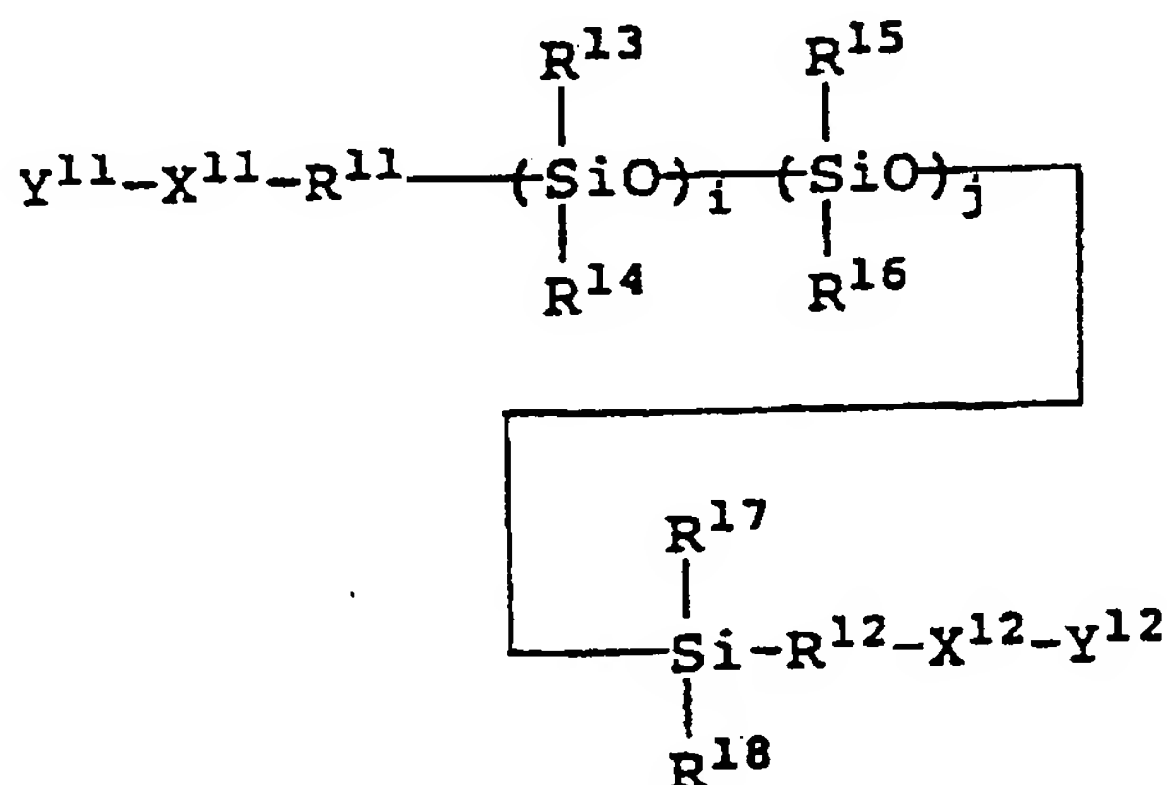 R¹³ R¹⁵
Y¹¹-X¹¹-R¹¹-(SiO)ᵢ-(SiO)ⱼ
R¹⁴ R¹⁶
R¹⁷
Si-R¹²-X¹²-Y¹²
R¹⁸